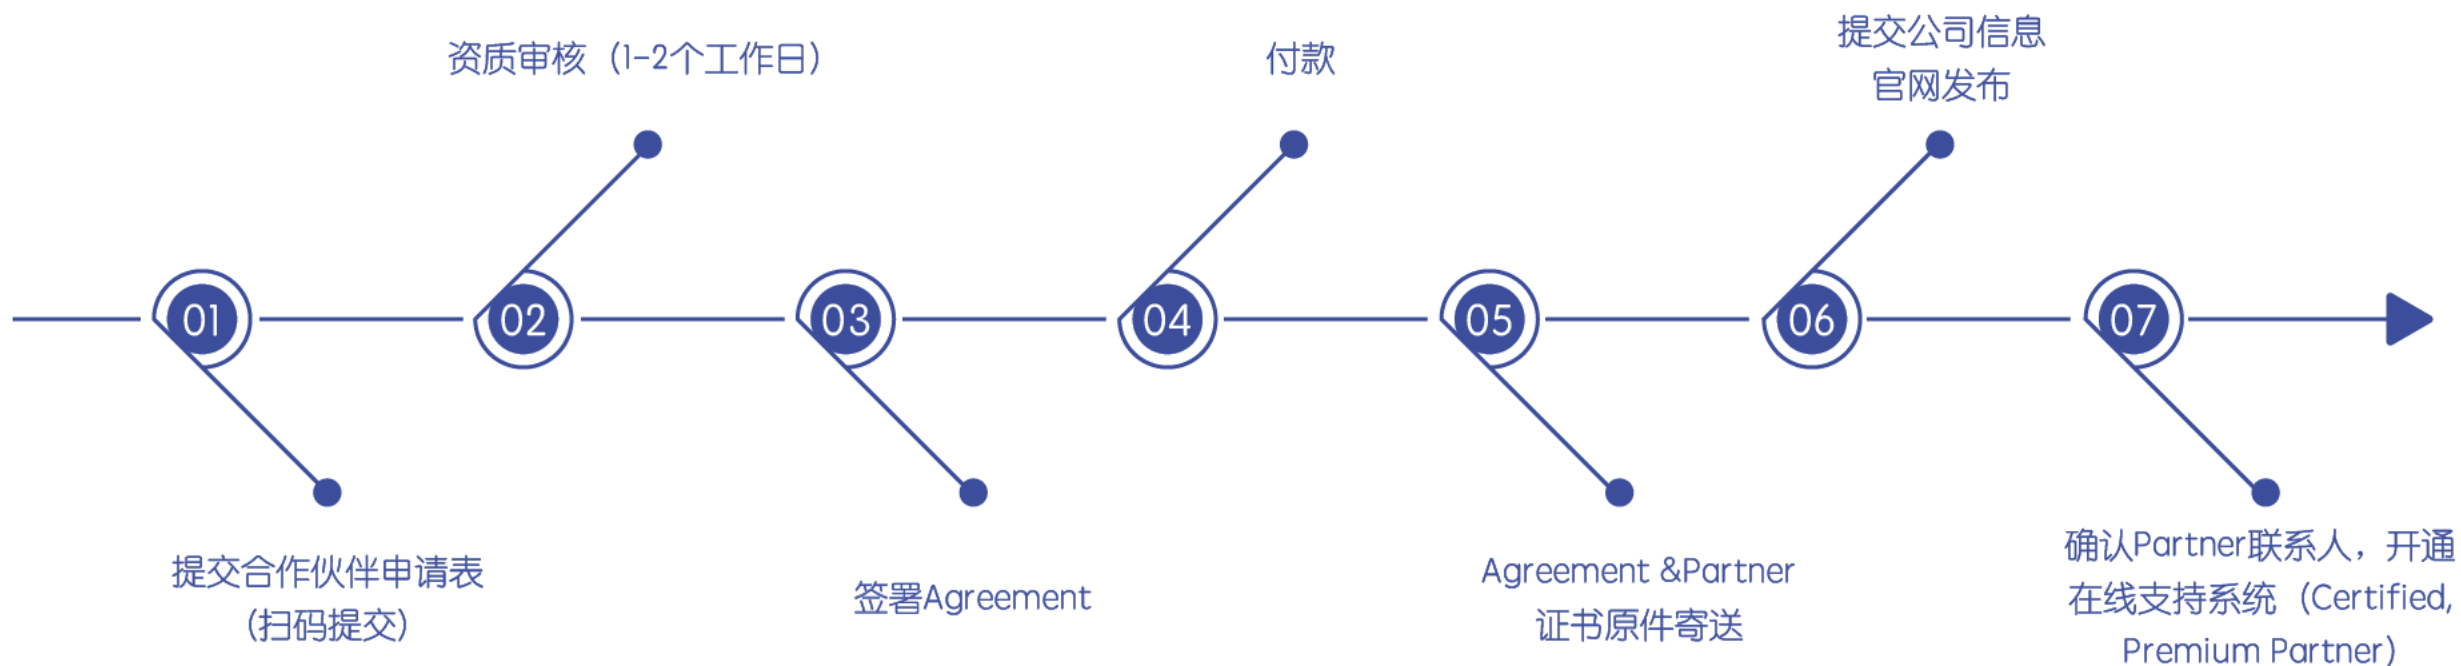 01
提交合作伙伴申请表
(扫码提交)
02
资质审核（1-2个工作日）
03
签署Agreement
04
付款
05
Agreement &Partner
证书原件寄送
06
提交公司信息
官网发布
07
确认Partner联系人，开通
在线支持系统（Certified,
Premium Partner)